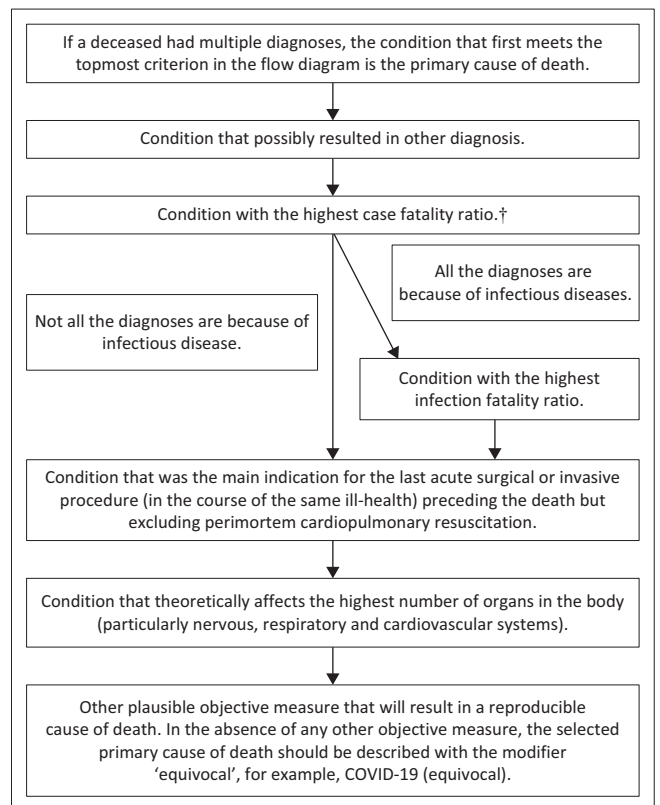 If a deceased had multiple diagnoses, the condition that first meets the
topmost criterion in the flow diagram is the primary cause of death.
Condition that possibly resulted in other diagnosis.
Condition with the highest case fatality ratio.†
All the diagnoses are
because of infectious diseases.
Not all the diagnoses are because of
infectious disease.
Condition with the highest
infection fatality ratio.
Condition that was the main indication for the last acute surgical or invasive
procedure (in the course of the same ill-health) preceding the death but
excluding perimortem cardiopulmonary resuscitation.
Condition that theoretically affects the highest number of organs in the body
(particularly nervous, respiratory and cardiovascular systems).
Other plausible objective measure that will result in a reproducible
cause of death. In the absence of any other objective measure, the selected
primary cause of death should be described with the modifier
‘equivocal’, for example, COVID-19 (equivocal).